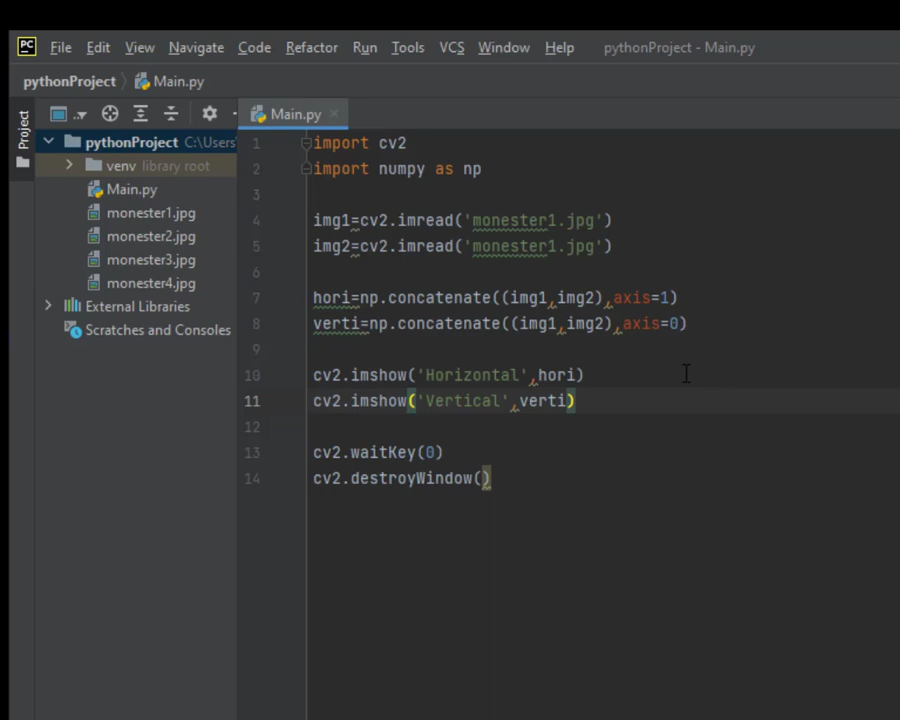 PC File Edit View Navigate Code Refactor Run Tools VCS Window Help pythonProject - Main.py
pythonProject Main.py
Project
Main.py
pythonProject C:\Users
venv library root
Main.py
monester1.jpg
monester2.jpg
monester3.jpg
monester4.jpg
External Libraries
Scratches and Consoles
1 import cv2
2 import numpy as np
3
4 img1=cv2.imread('monester1.jpg')
5 img2=cv2.imread('monester1.jpg')
6
7 hori=np.concatenate((img1,img2),axis=1)
8 verti=np.concatenate((img1,img2),axis=0)
9
10 cv2.imshow('Horizontal',hori)
11 cv2.imshow('Vertical',verti)
12
13 cv2.waitKey(0)
14 cv2.destroyWindow()